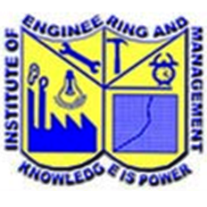 INSTITUTE OF ENGINEERING AND MANAGEMENT
KNOWLEDGE IS POWER